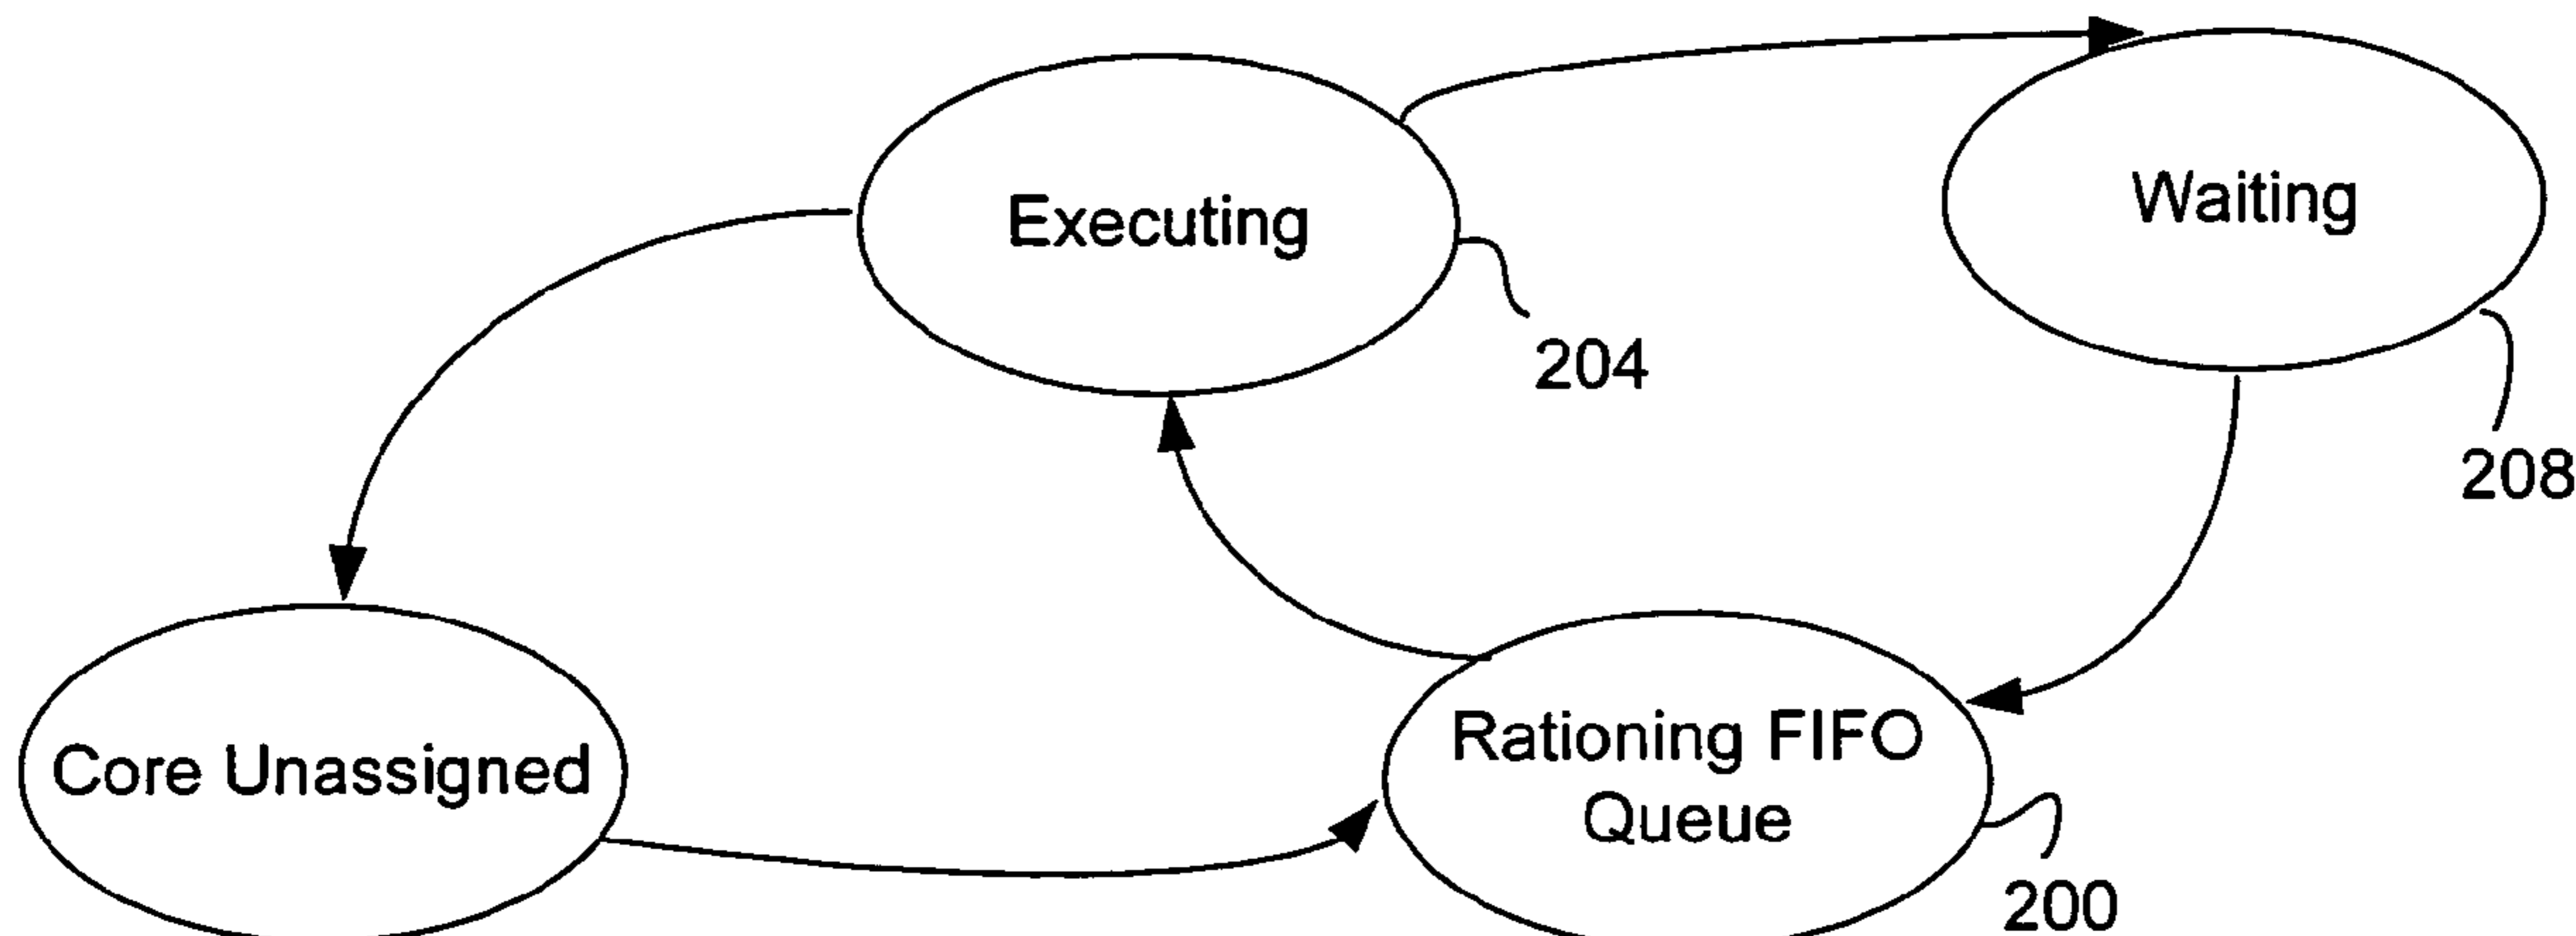 Executing
Waiting
204
208
Rationing FIFO
Queue
Core Unassigned
200